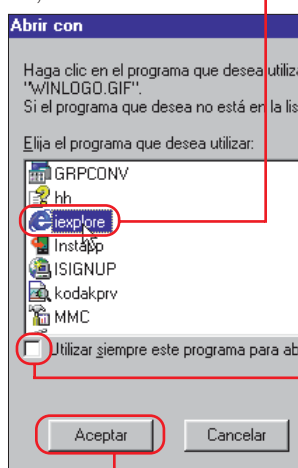 Abrir con
Haga clic en el programa que desea utiliza
"WINLOGO.GIF".
Si el programa que desea no está en la lis
Elija el programa que desea utilizar:
GRPCONV
hh
iexplore
Instapp
ISIGNUP
kodakprv
MMC
Utilizar siempre este programa para ab
Aceptar
Cancelar